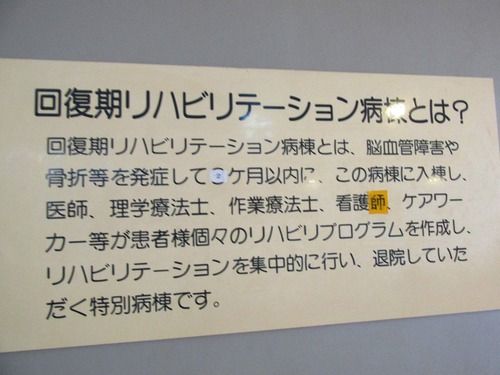 回復期リハビリテーション病棟とは?
回復期リハビリテーション病棟とは、脳血管障害や
骨折等を発症して2ケ月以内に、この病棟に入棟し、
医師、理学療法士、作業療法士、看護師、ケアワー
カー等が患者様個々のリハビリプログラムを作成し、
リハビリテーションを集中的に行い、退院していた
だく特別病棟です。